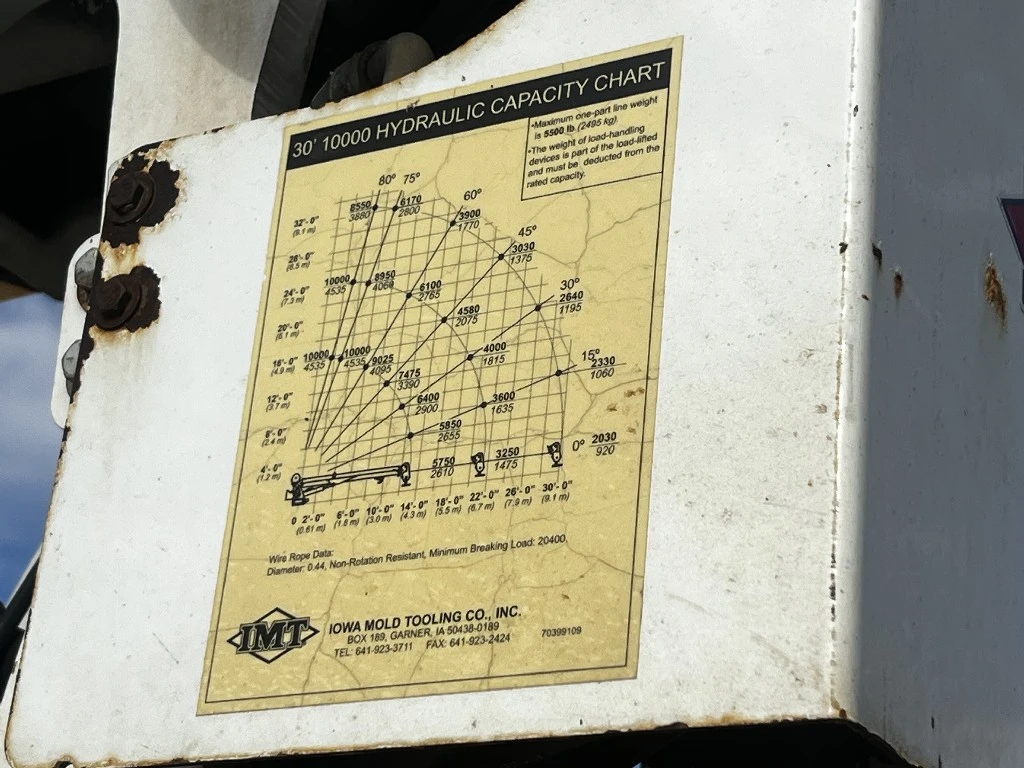 30' 10000 HYDRAULIC CAPACITY CHART
•Maximum one-part line weight
is 5500 lb (2495 kg).
•The weight of load-handling
devices is part of the load-lifted
and must be deducted from the
rated capacity.
80º 75º
60º
45º
30º
15º
0º
32'- 0"
(9.1 m)
28'- 0"
(8.5 m)
24'- 0"
(7.3 m)
20'- 0"
(6.1 m)
16'- 0"
(4.9 m)
12'- 0"
(3.7 m)
8'- 0"
(2.4 m)
4'- 0"
(1.2 m)
8550 6170
3880 2800
3900
1770
3030
1375
10000 8950
4535 4060
6100
2765
2640
1195
4580
2075
10000 10000 9025
4535 4535 4095
4000
1815
7475
3390
2330
1060
6400
2900
3600
1635
5850
2655
5750 3250 2030
2610 1475 920
0 2'- 0" 6'- 0" 10'- 0" 14'- 0" 18'- 0" 22'- 0" 26'- 0" 30'- 0"
(0.61 m) (1.8 m) (3.0 m) (4.3 m) (5.5 m) (6.7 m) (7.9 m) (9.1 m)
Wire Rope Data:
Diameter: 0.44, Non-Rotation Resistant, Minimum Breaking Load: 20400.
IMT
IOWA MOLD TOOLING CO., INC.
BOX 189, GARNER, IA 50438-0189
TEL: 641-923-3711 FAX: 641-923-2424
70399109